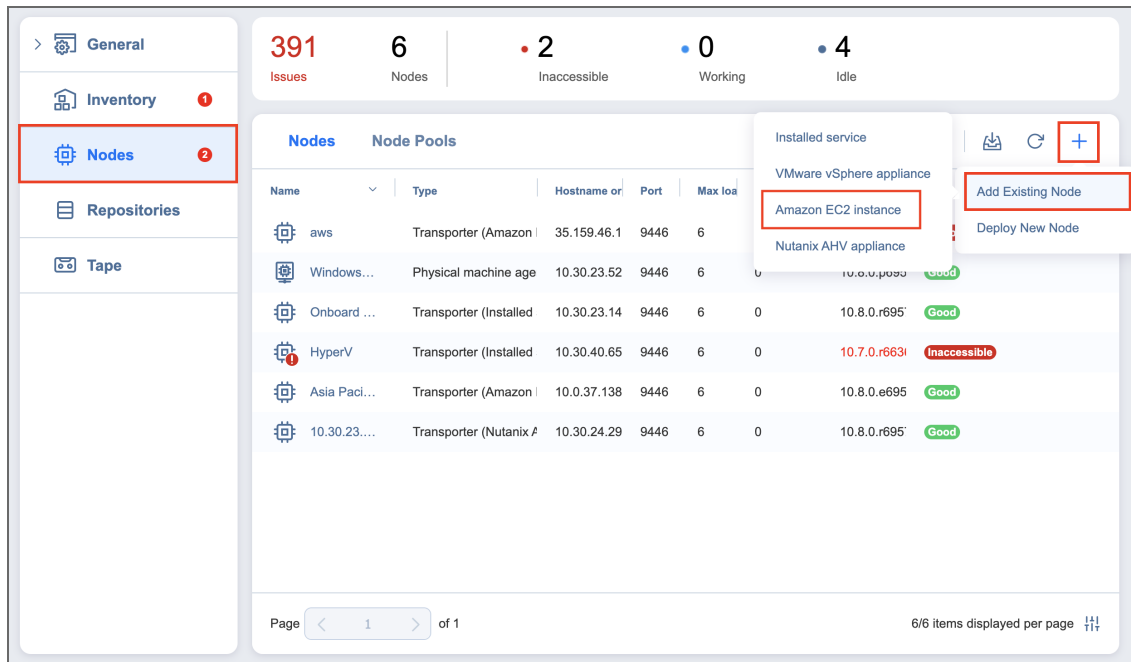 General
Inventory 1
Nodes 2
Repositories
Tape
391 6 2 0 4
Issues Nodes Inaccessible Working Idle
Nodes Node Pools
Installed service
VMware vSphere appliance
Amazon EC2 instance
Nutanix AHV appliance
Add Existing Node
Deploy New Node
Name Type Hostname or Port Max loa
aws Transporter (Amazon 35.159.46.1 9446 6
Windows... Physical machine age 10.30.23.52 9446 6 0 10.8.0.p695 Good
Onboard ... Transporter (Installed 10.30.23.14 9446 6 0 10.8.0.r695 Good
HyperV Transporter (Installed 10.30.40.65 9446 6 0 10.7.0.r663 Inaccessible
Asia Paci... Transporter (Amazon 10.0.37.138 9446 6 0 10.8.0.e695 Good
10.30.23.... Transporter (Nutanix 10.30.24.29 9446 6 0 10.8.0.r695 Good
Page 1 of 1
6/6 items displayed per page